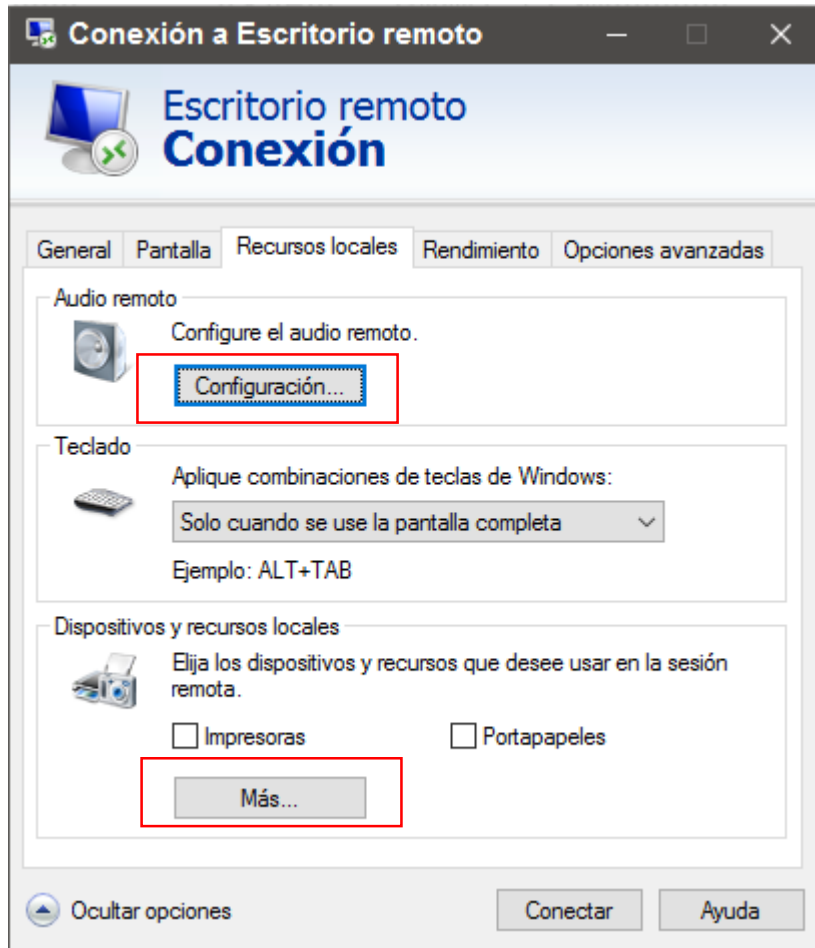 Conexión a Escritorio remoto
Escritorio remoto
Conexión
General Pantalla Recursos locales Rendimiento Opciones avanzadas
Audio remoto
Configure el audio remoto.
Configuración...
Teclado
Aplique combinaciones de teclas de Windows:
Solo cuando se use la pantalla completa
Ejemplo: ALT+TAB
Dispositivos y recursos locales
Elija los dispositivos y recursos que desee usar en la sesión
remota.
Impresoras Portapapeles
Más...
Ocultar opciones Conectar Ayuda